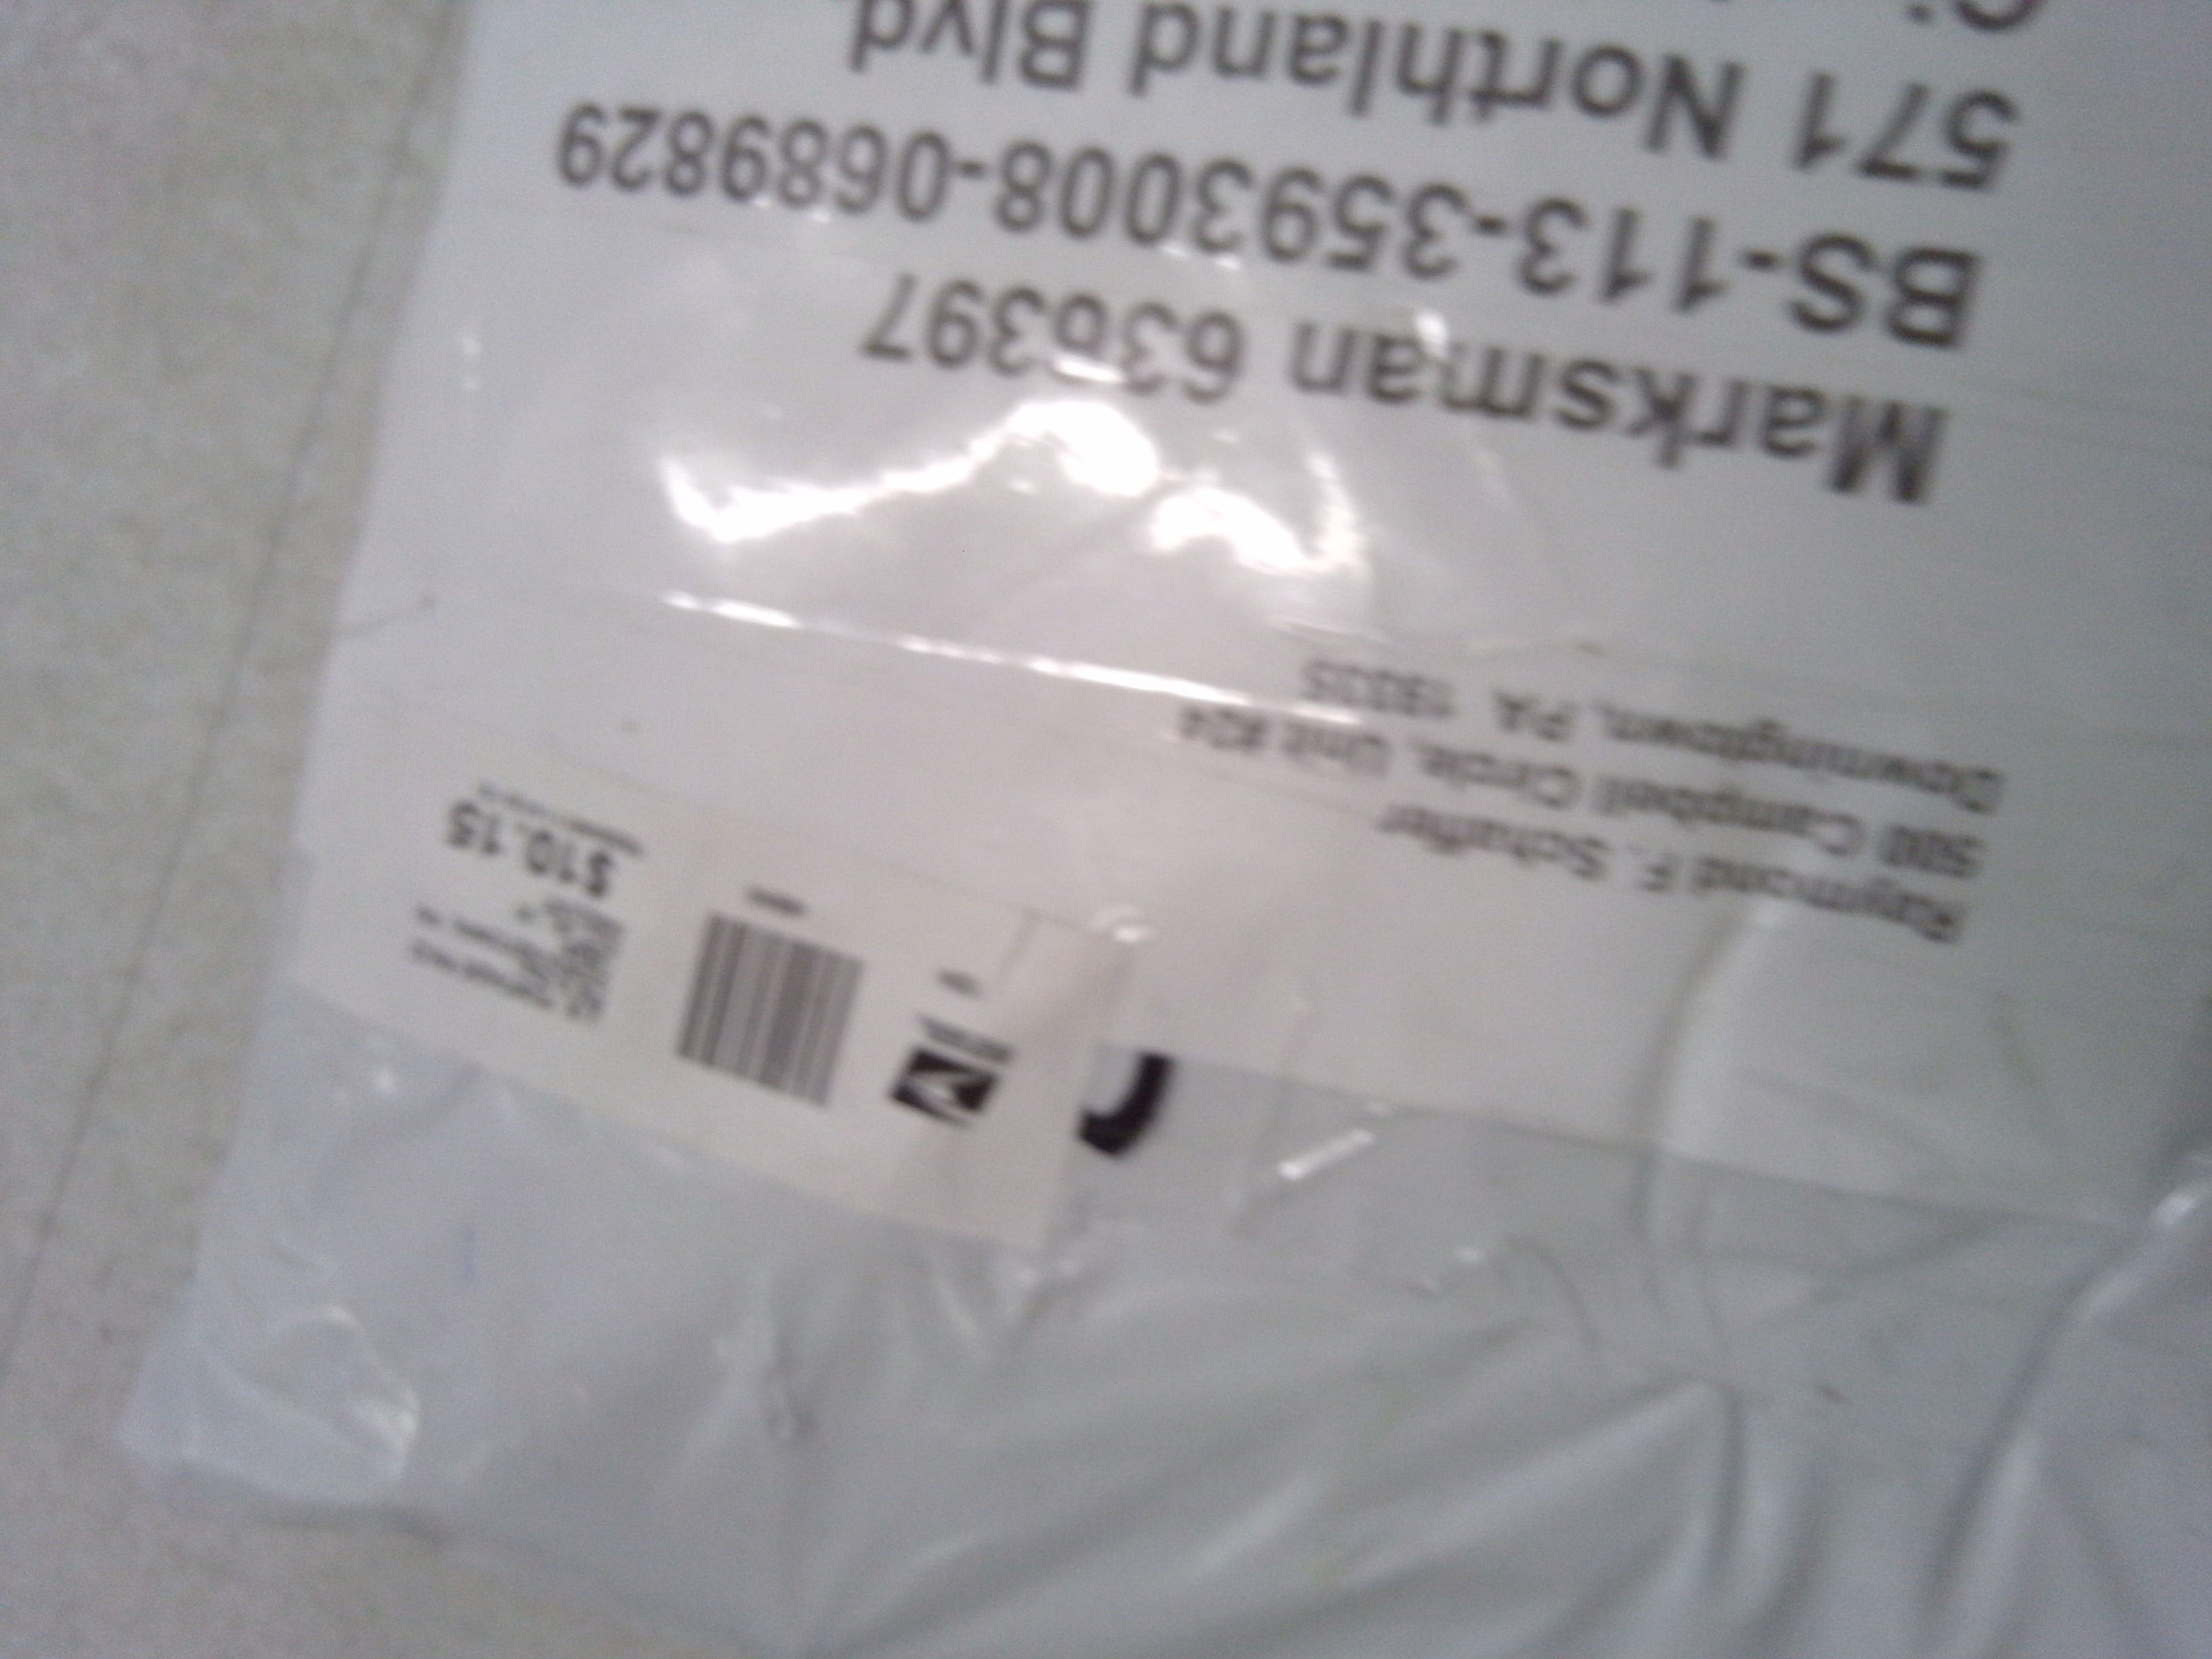 $10.15
Raymond F. Schaffer
500 Campbell Circle, Unit #24
Downingtown, PA 19335
Marksman 636397
BS-113-3593008-0689829
571 Northland Blvd.